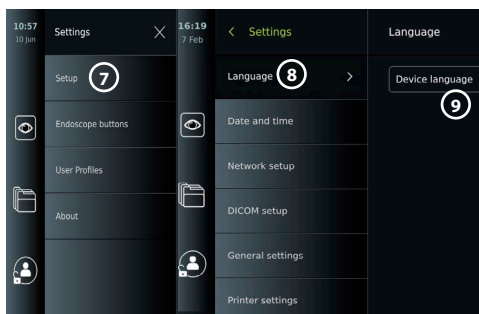 10:57
10 Jun
Settings
Setup
7
Endoscope buttons
User Profiles
About
16:19
7 Feb
Settings
Language
8
Date and time
Network setup
DICOM setup
General settings
Printer settings
Language
Device language
9